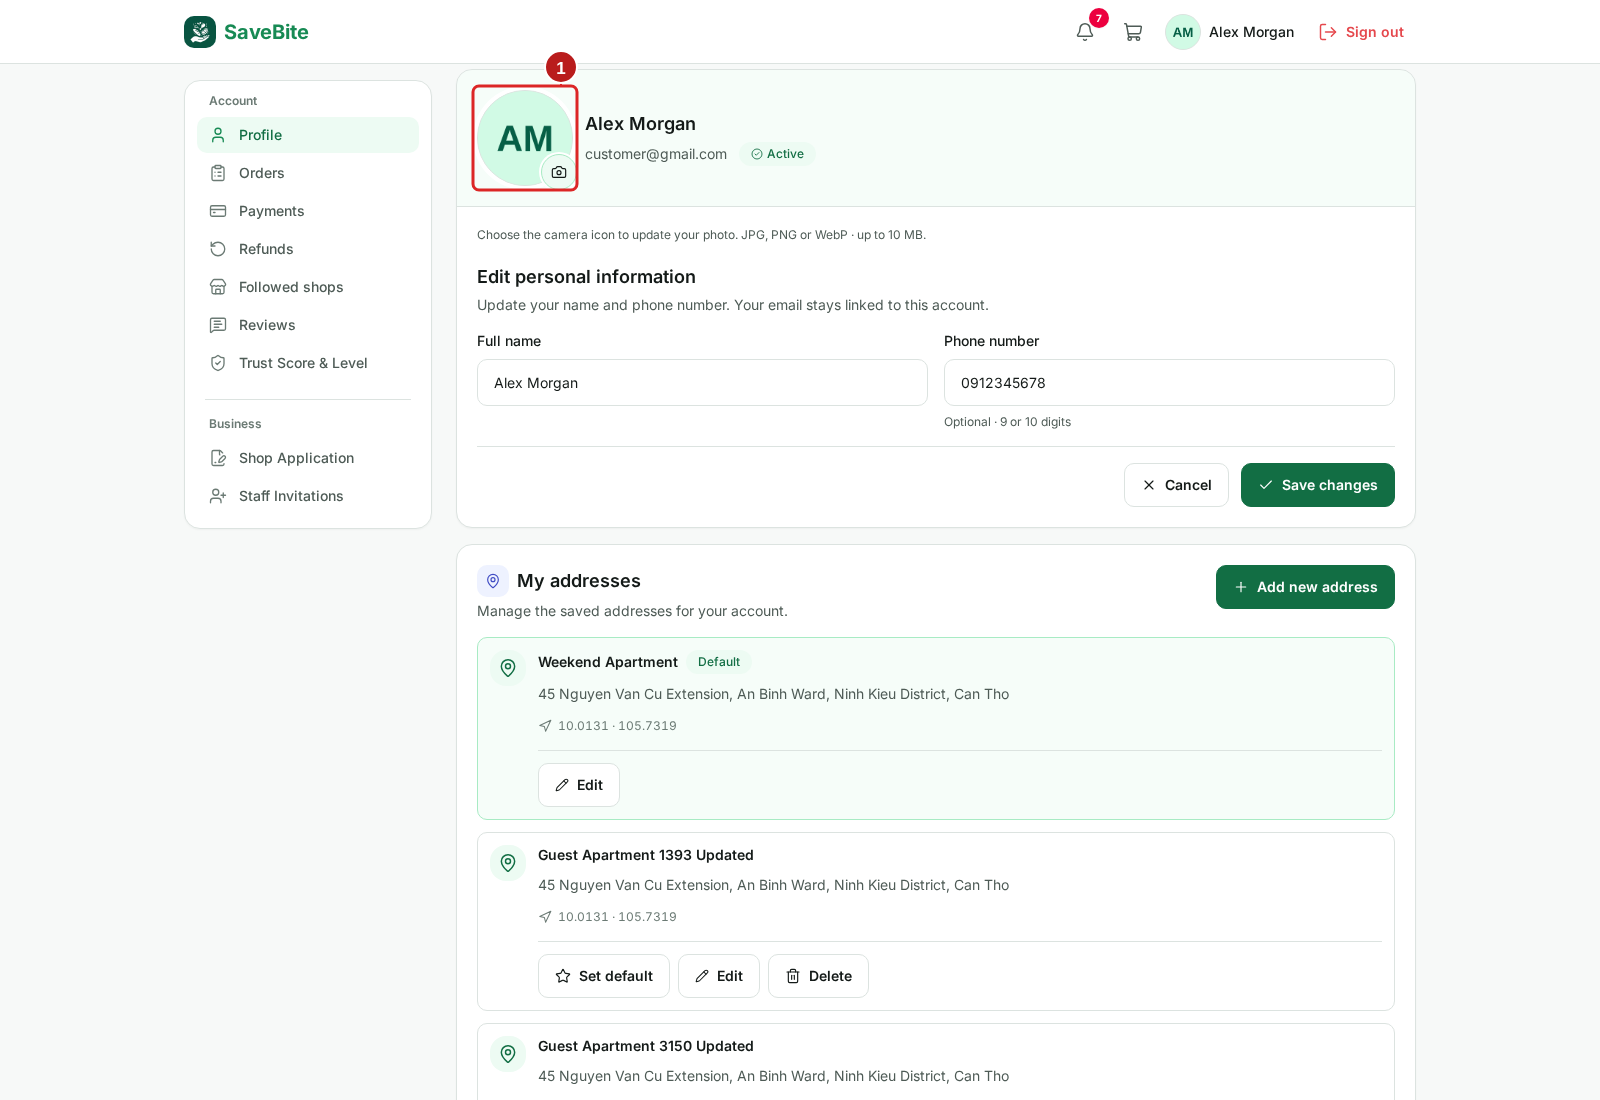 SaveBite
7
AM
Alex Morgan
Sign out
1
Account
Profile
Orders
Payments
Refunds
Followed shops
Reviews
Trust Score & Level
Business
Shop Application
Staff Invitations
AM
Alex Morgan
customer@gmail.com
Active
Choose the camera icon to update your photo. JPG, PNG or WebP · up to 10 MB.
Edit personal information
Update your name and phone number. Your email stays linked to this account.
Full name
Phone number
Alex Morgan
0912345678
Optional · 9 or 10 digits
Cancel
Save changes
My addresses
Add new address
Manage the saved addresses for your account.
Weekend Apartment
Default
45 Nguyen Van Cu Extension, An Binh Ward, Ninh Kieu District, Can Tho
10.0131 · 105.7319
Edit
Guest Apartment 1393 Updated
45 Nguyen Van Cu Extension, An Binh Ward, Ninh Kieu District, Can Tho
10.0131 · 105.7319
Set default
Edit
Delete
Guest Apartment 3150 Updated
45 Nguyen Van Cu Extension, An Binh Ward, Ninh Kieu District, Can Tho